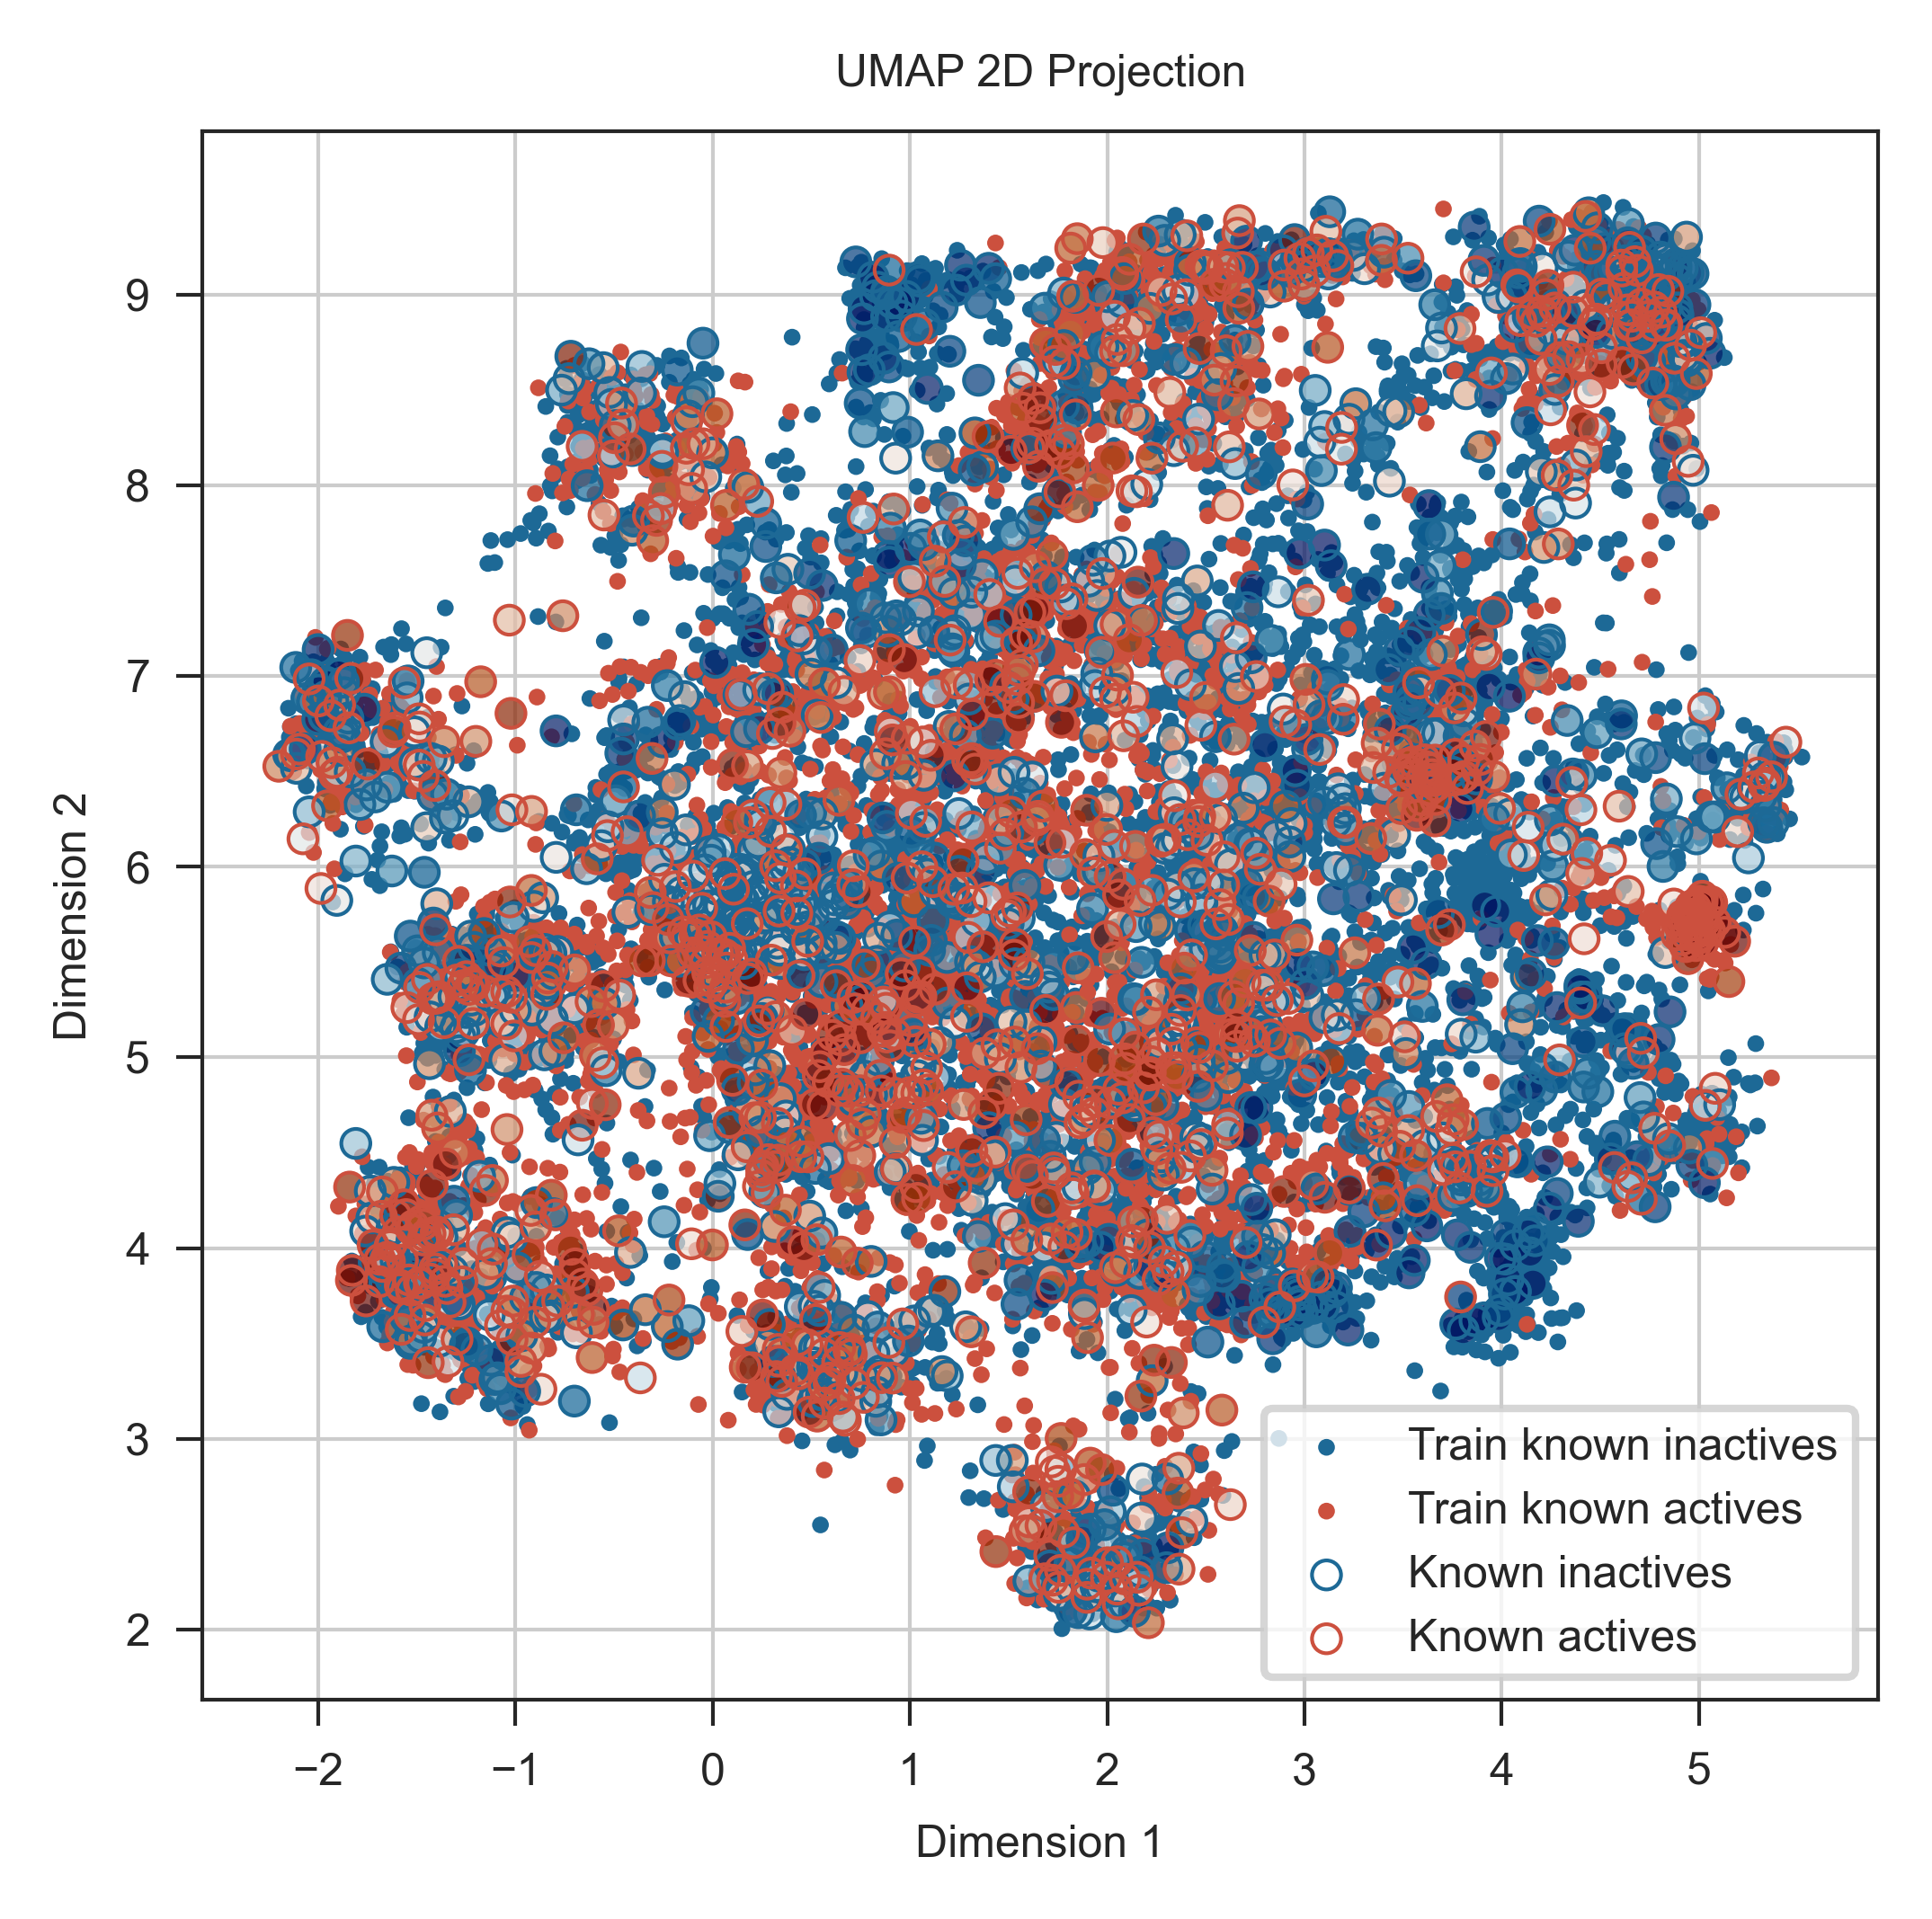 UMAP 2D Projection
Dimension 2
9
8
7
6
5
4
3
2
Train known inactives
Train known actives
Known inactives
Known actives
−2 −1 0 1 2 3 4 5
Dimension 1